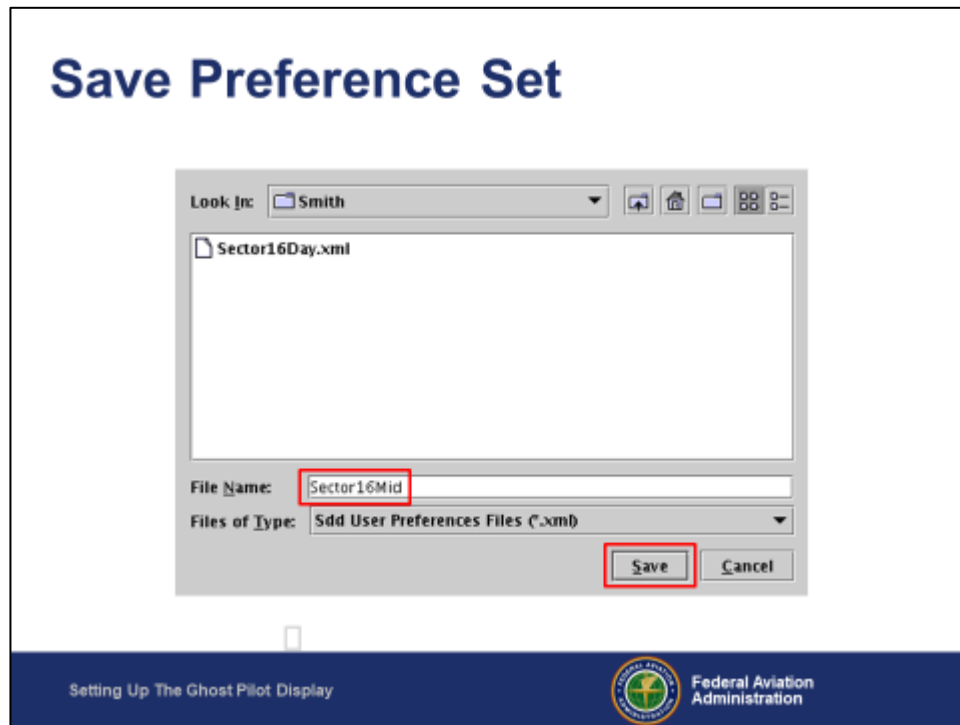 Save Preference Set
Look In: Smith
Sector16Day.xml
File Name: Sector16Mid
Files of Type: Sdd User Preferences Files (*.xml)
Save Cancel
Setting Up The Ghost Pilot Display
Federal Aviation
Administration